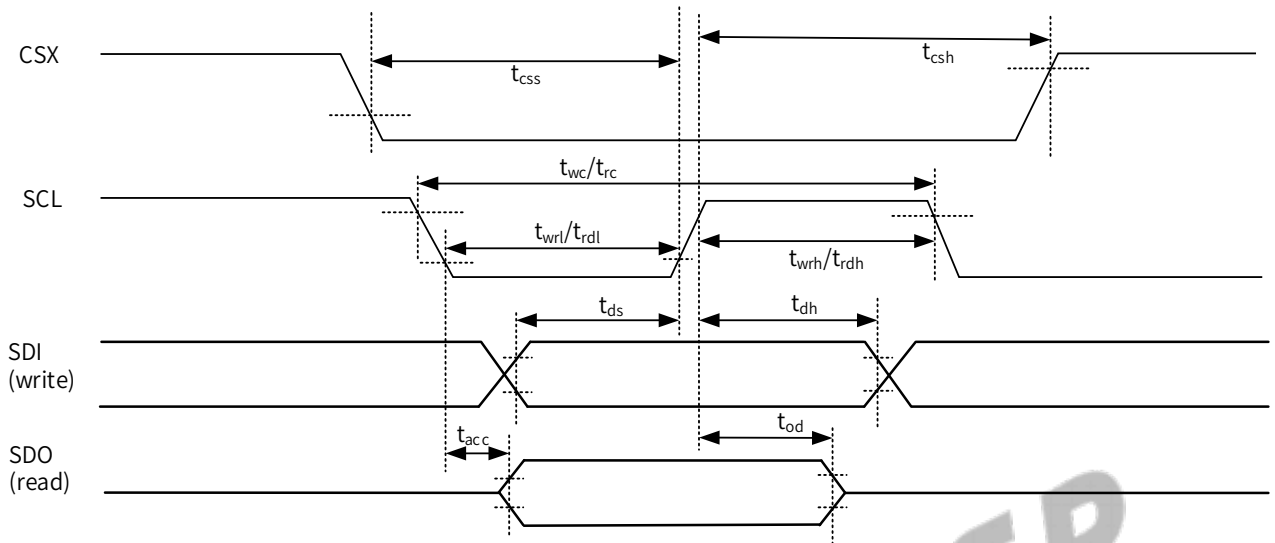 CSX
t_css
t_csh
SCL
t_wc/t_rc
t_wrl/t_rdl
t_wrh/t_rdh
t_ds
t_dh
SDI
(write)
t_acc
t_od
SDO
(read)